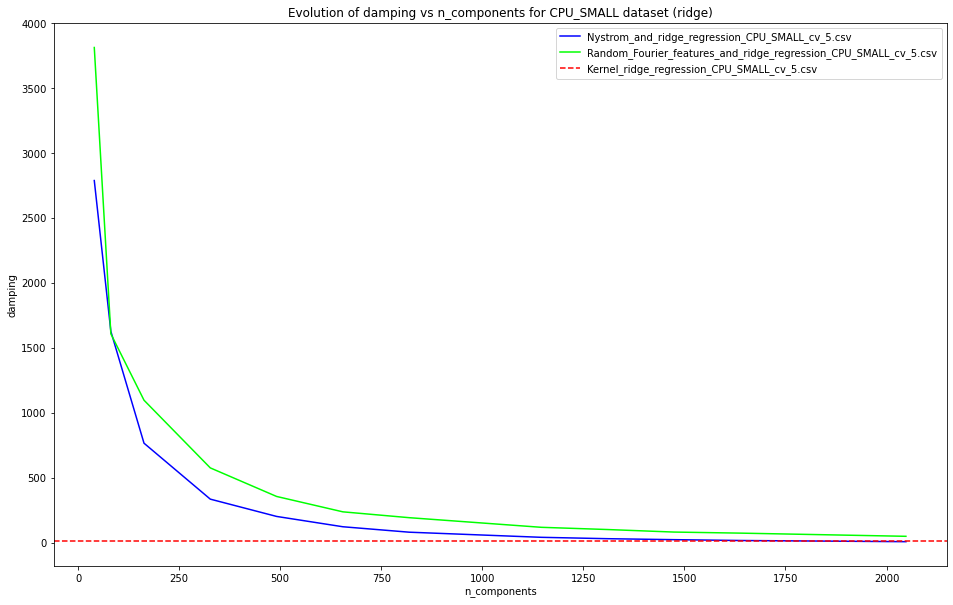 Evolution of damping vs n_components for CPU_SMALL dataset (ridge)
Nystrom_and_ridge_regression_CPU_SMALL_cv_5.csv
Random_Fourier_features_and_ridge_regression_CPU_SMALL_cv_5.csv
Kernel_ridge_regression_CPU_SMALL_cv_5.csv
4000
3500
3000
2500
2000
1500
1000
500
0
damping
0 250 500 750 1000 1250 1500 1750 2000
n_components